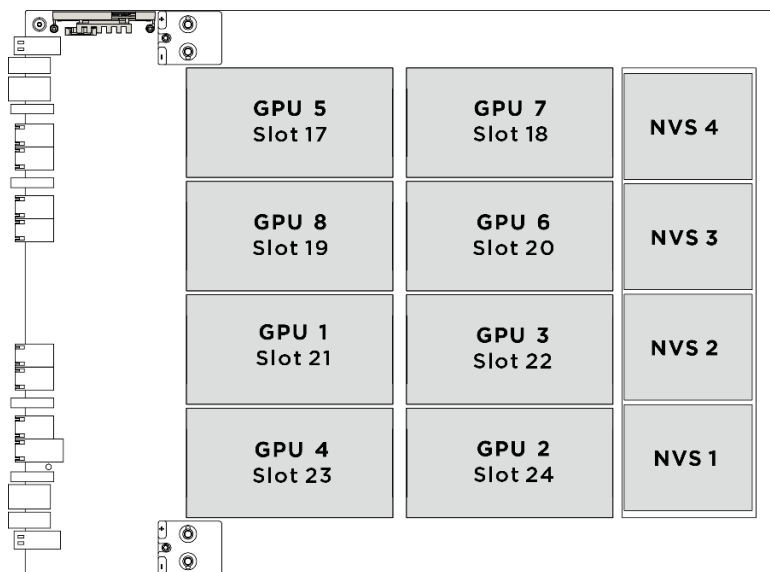 GPU 5
Slot 17
GPU 7
Slot 18
NVS 4
GPU 8
Slot 19
GPU 6
Slot 20
NVS 3
GPU 1
Slot 21
GPU 3
Slot 22
NVS 2
GPU 4
Slot 23
GPU 2
Slot 24
NVS 1